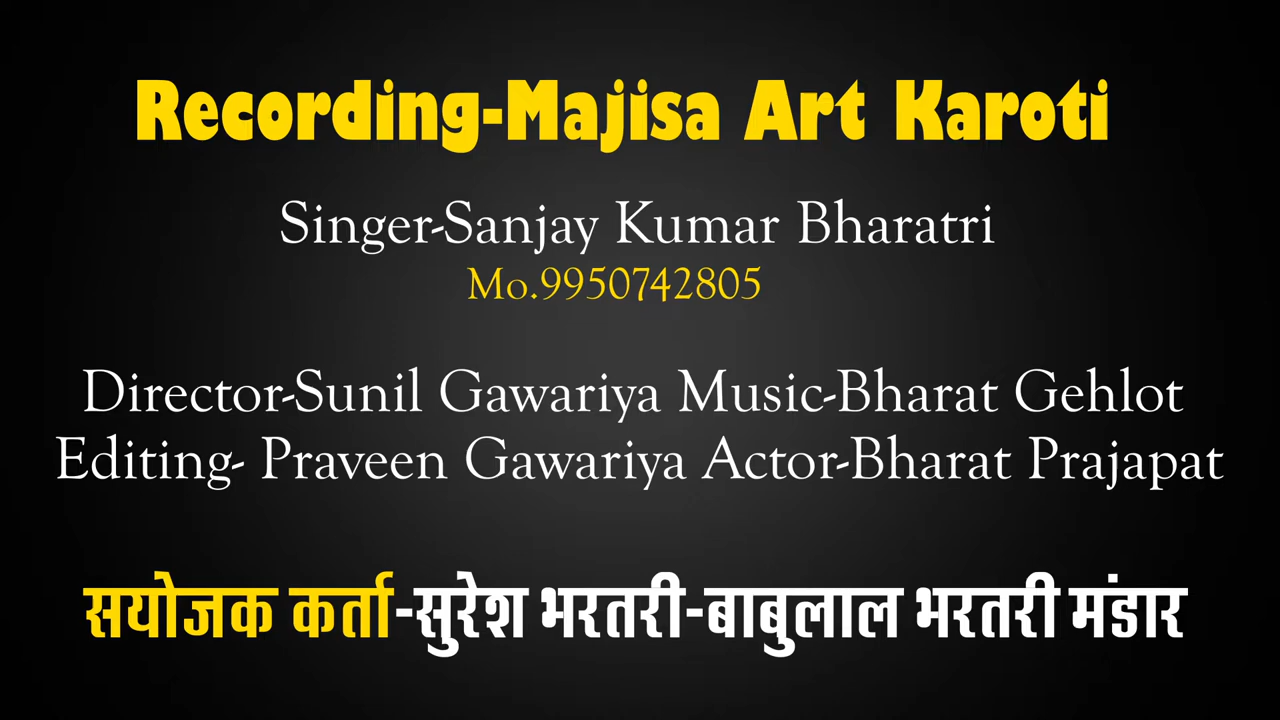 Recording-Majisa Art Karoti
Singer-Sanjay Kumar Bharatri
Mo.9950742805
Director-Sunil Gawariya Music-Bharat Gehlot
Editing- Praveen Gawariya Actor-Bharat Prajapat
सयोजक कर्ता-सुरेश भरतरी-बाबुलाल भरतरी मंडार